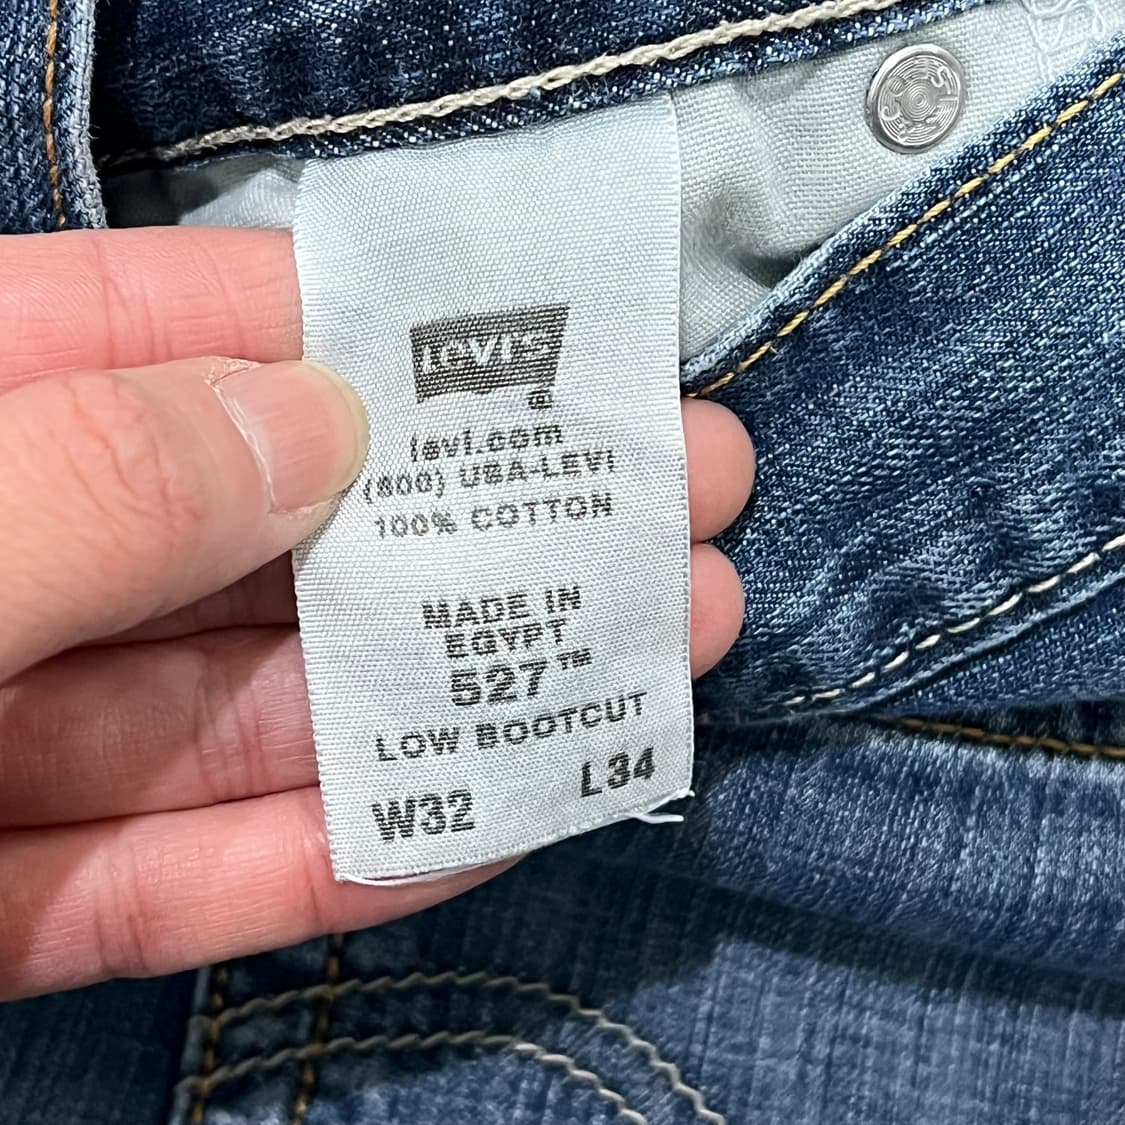 Levi's
®
levi.com
(800) USA-LEVI
100% COTTON
MADE IN
EGYPT
527™
LOW BOOTCUT
W32 L34